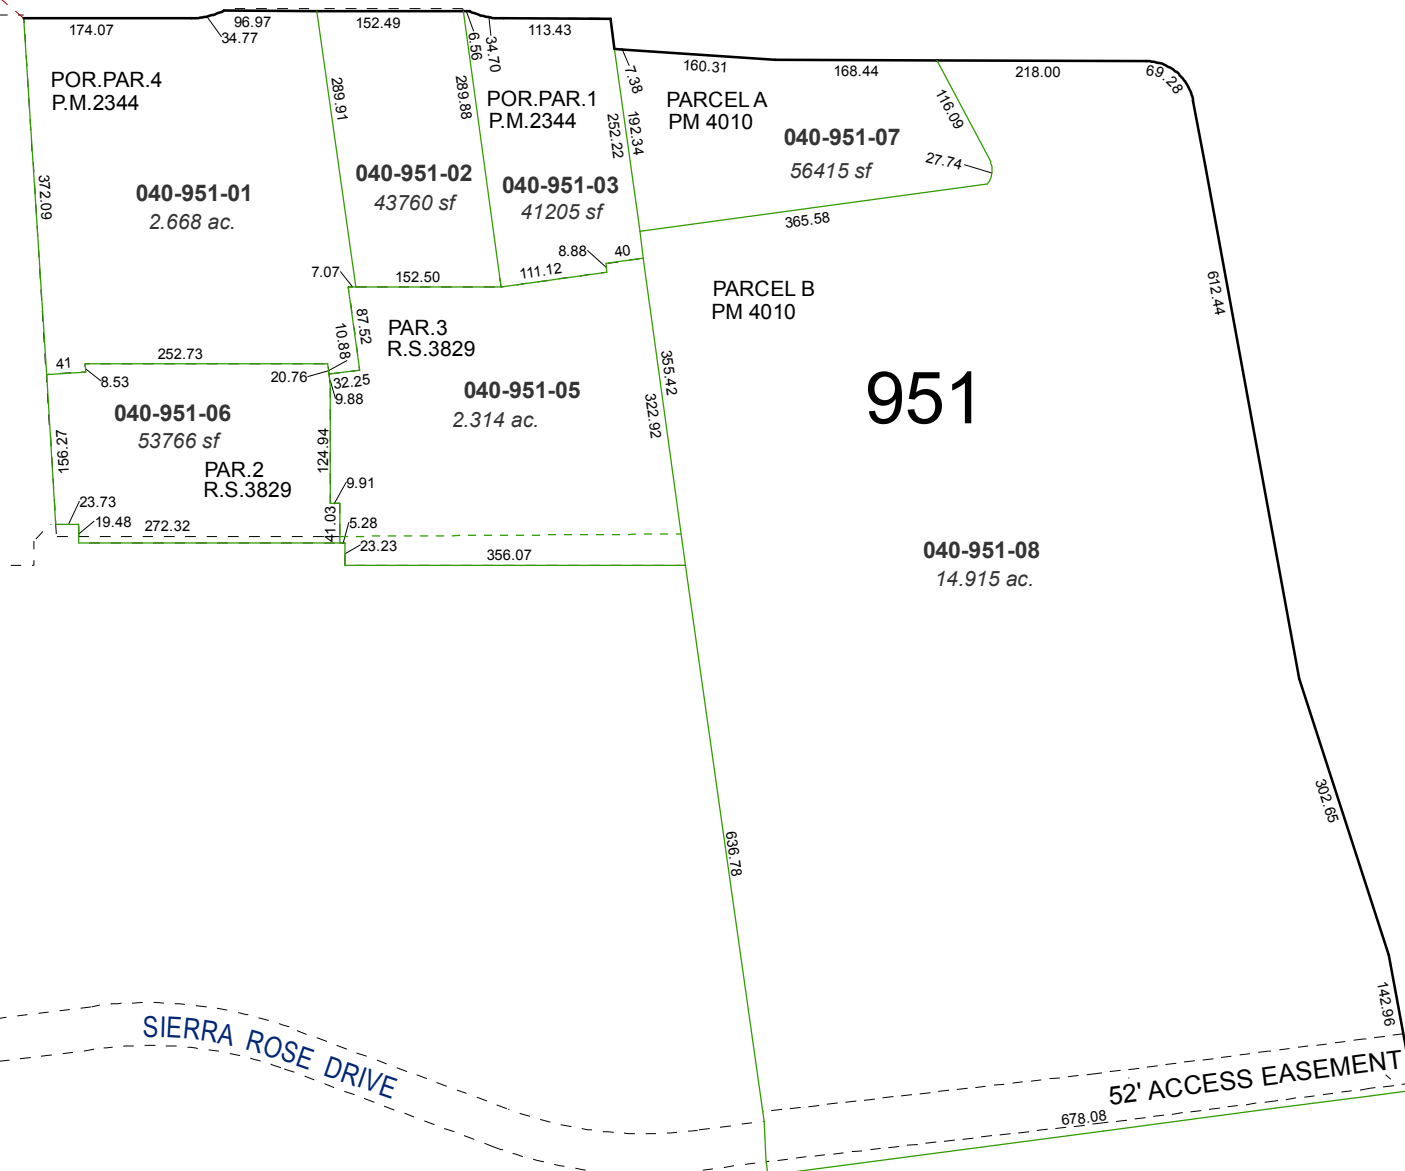 174.07
96.97
34.77
152.49
6.56
34.70
113.43
7.38
160.31
168.44
218.00
69.28
POR.PAR.4
P.M.2344
289.91
289.88
POR.PAR.1
P.M.2344
252.22
192.34
PARCEL A
PM 4010
116.09
040-951-07
56415 sf
27.74
372.09
040-951-01
2.668 ac.
040-951-02
43760 sf
040-951-03
41205 sf
365.58
8.88
40
7.07
152.50
111.12
PARCEL B
PM 4010
612.44
87.52
10.88
PAR.3
R.S.3829
355.42
322.92
951
41
252.73
8.53
20.76
32.25
9.88
040-951-05
2.314 ac.
040-951-06
53766 sf
156.27
124.94
PAR.2
R.S.3829
23.73
19.48
272.32
9.91
41.03
5.28
23.23
356.07
040-951-08
14.915 ac.
302.65
636.78
142.96
SIERRA ROSE DRIVE
52' ACCESS EASEMENT
678.08